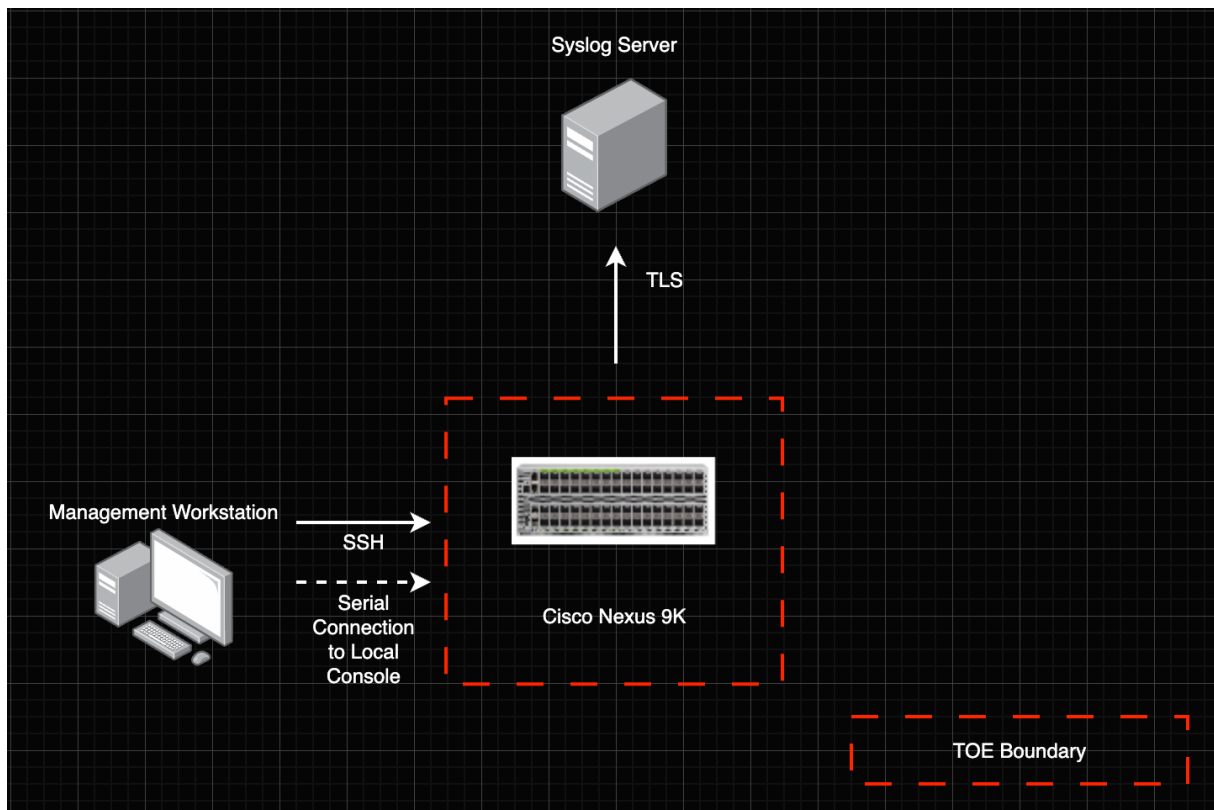 Syslog Server
TLS
Management Workstation
SSH
Serial
Connection
to Local
Console
Cisco Nexus 9K
TOE Boundary